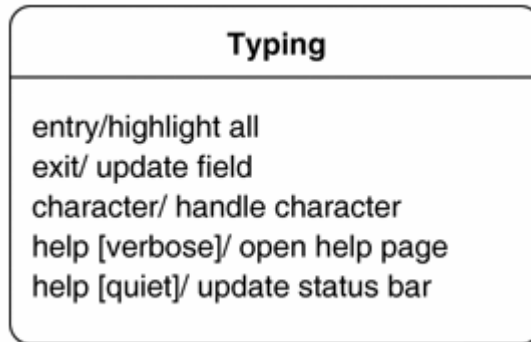 Typing
entry/highlight all
exit/ update field
character/ handle character
help [verbose]/ open help page
help [quiet]/ update status bar